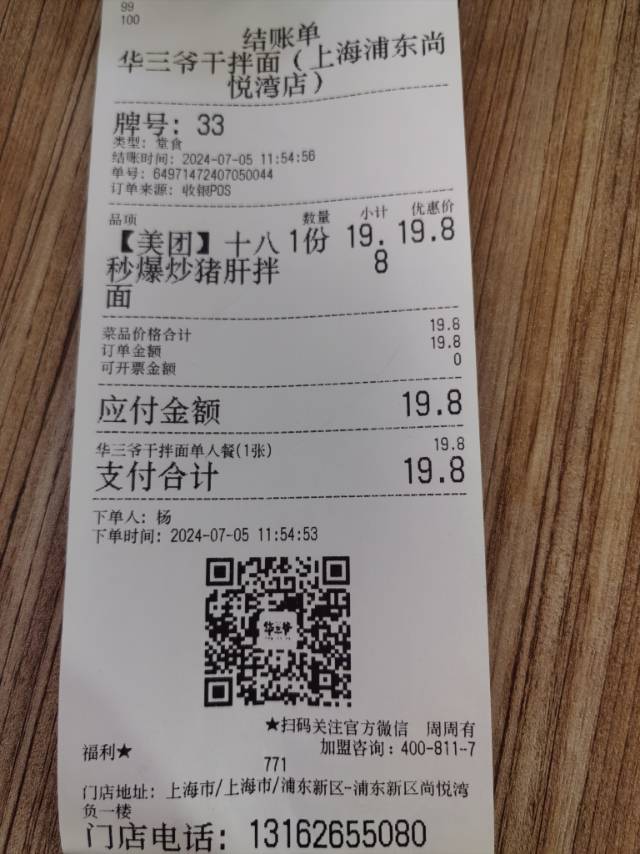 99
100
结账单
华三爷干拌面（上海浦东尚
悦湾店）
牌号：33
类型：堂食
结账时间：2024-07-05 11:54:56
单号：64971472407050044
订单来源：收银POS
品项 数量 小计 优惠价
【美团】十八 1份 19. 19.8
秒爆炒猪肝拌 8
面
菜品价格合计 19.8
订单金额 19.8
可开票金额 0
应付金额 19.8
华三爷干拌面单人餐(1张) 19.8
支付合计 19.8
下单人：杨
下单时间：2024-07-05 11:54:53
华三爷
★扫码关注官方微信 周周有
福利★ 加盟咨询：400-811-7
771
门店地址：上海市/上海市/浦东新区-浦东新区尚悦湾
负一楼
门店电话：13162655080